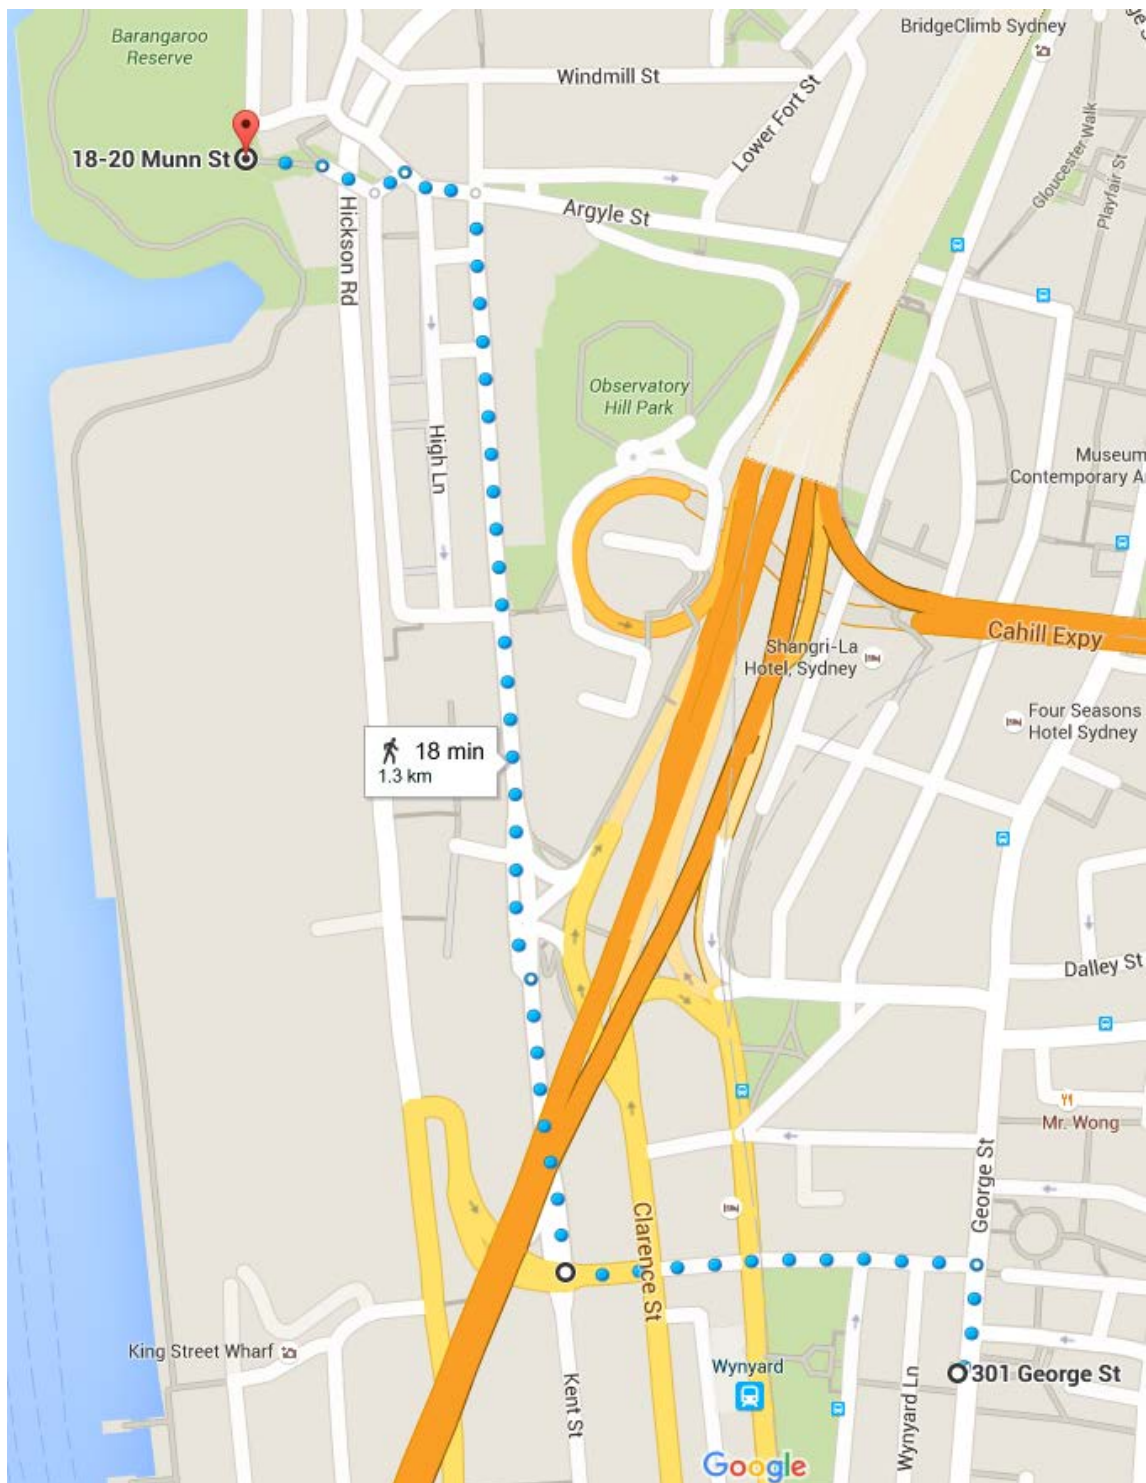 BridgeClimb Sydney
Barangaroo
Reserve
Windmill St
Lower Fort St
Gloucester Walk
Playfair St
18-20 Munn St
Hickson Rd
Argyle St
Observatory
Hill Park
High Ln
Museum
Contemporary A
Cahill Expy
Shangri-La
Hotel, Sydney
Four Seasons
Hotel Sydney
18 min
1.3 km
Dalley St
Mr. Wong
George St
Clarence St
King Street Wharf
Kent St
Wynyard
Wynyard Ln
301 George St
Google